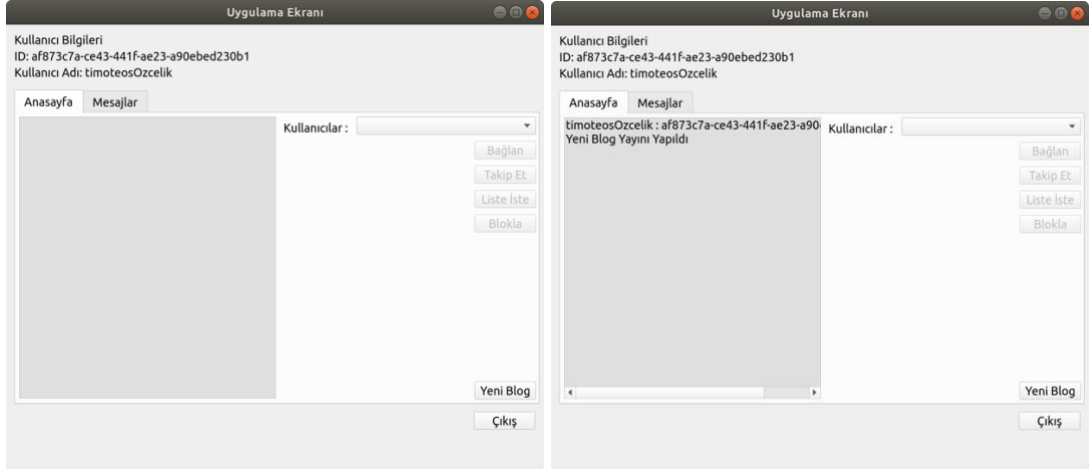 Uygulama Ekranı
Kullanıcı Bilgileri
ID: af873c7a-ce43-441f-ae23-a90ebed230b1
Kullanıcı Adı: timoteosOzcelik
Anasayfa Mesajlar
Kullanıcılar :
Bağlan
Takip Et
Liste İste
Blokla
Yeni Blog
Çıkış
Uygulama Ekranı
Kullanıcı Bilgileri
ID: af873c7a-ce43-441f-ae23-a90ebed230b1
Kullanıcı Adı: timoteosOzcelik
Anasayfa Mesajlar
timoteosOzcelik : af873c7a-ce43-441f-ae23-a90
Yeni Blog Yayını Yapıldı
Kullanıcılar :
Bağlan
Takip Et
Liste İste
Blokla
Yeni Blog
Çıkış